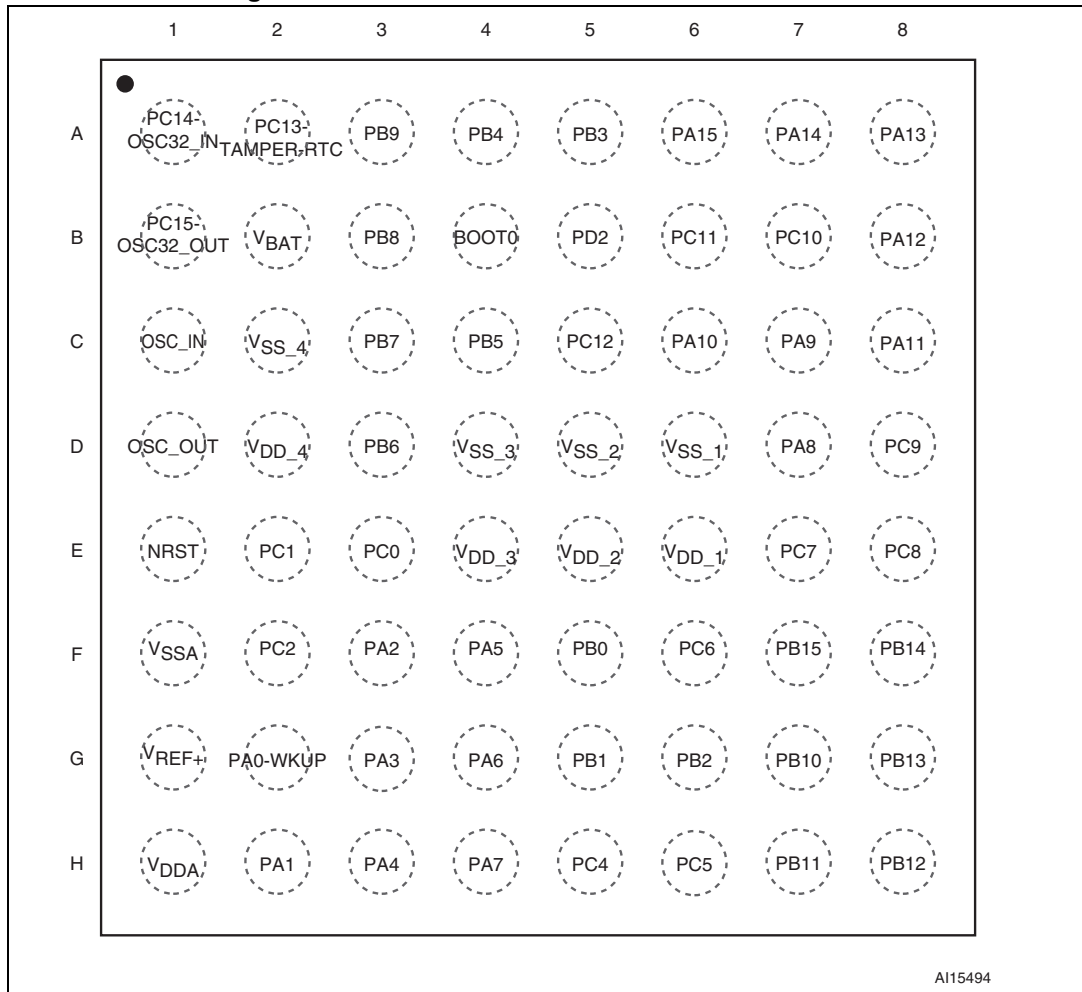 1 2 3 4 5 6 7 8
A PC14-OSC32_IN PC13-TAMPER-RTC PB9 PB4 PB3 PA15 PA14 PA13
B PC15-OSC32_OUT VBAT PB8 BOOT0 PD2 PC11 PC10 PA12
C OSC_IN VSS_4 PB7 PB5 PC12 PA10 PA9 PA11
D OSC_OUT VDD_4 PB6 VSS_3 VSS_2 VSS_1 PA8 PC9
E NRST PC1 PC0 VDD_3 VDD_2 VDD_1 PC7 PC8
F VSSA PC2 PA2 PA5 PB0 PC6 PB15 PB14
G VREF+ PA0-WKUP PA3 PA6 PB1 PB2 PB10 PB13
H VDDA PA1 PA4 PA7 PC4 PC5 PB11 PB12
AI15494